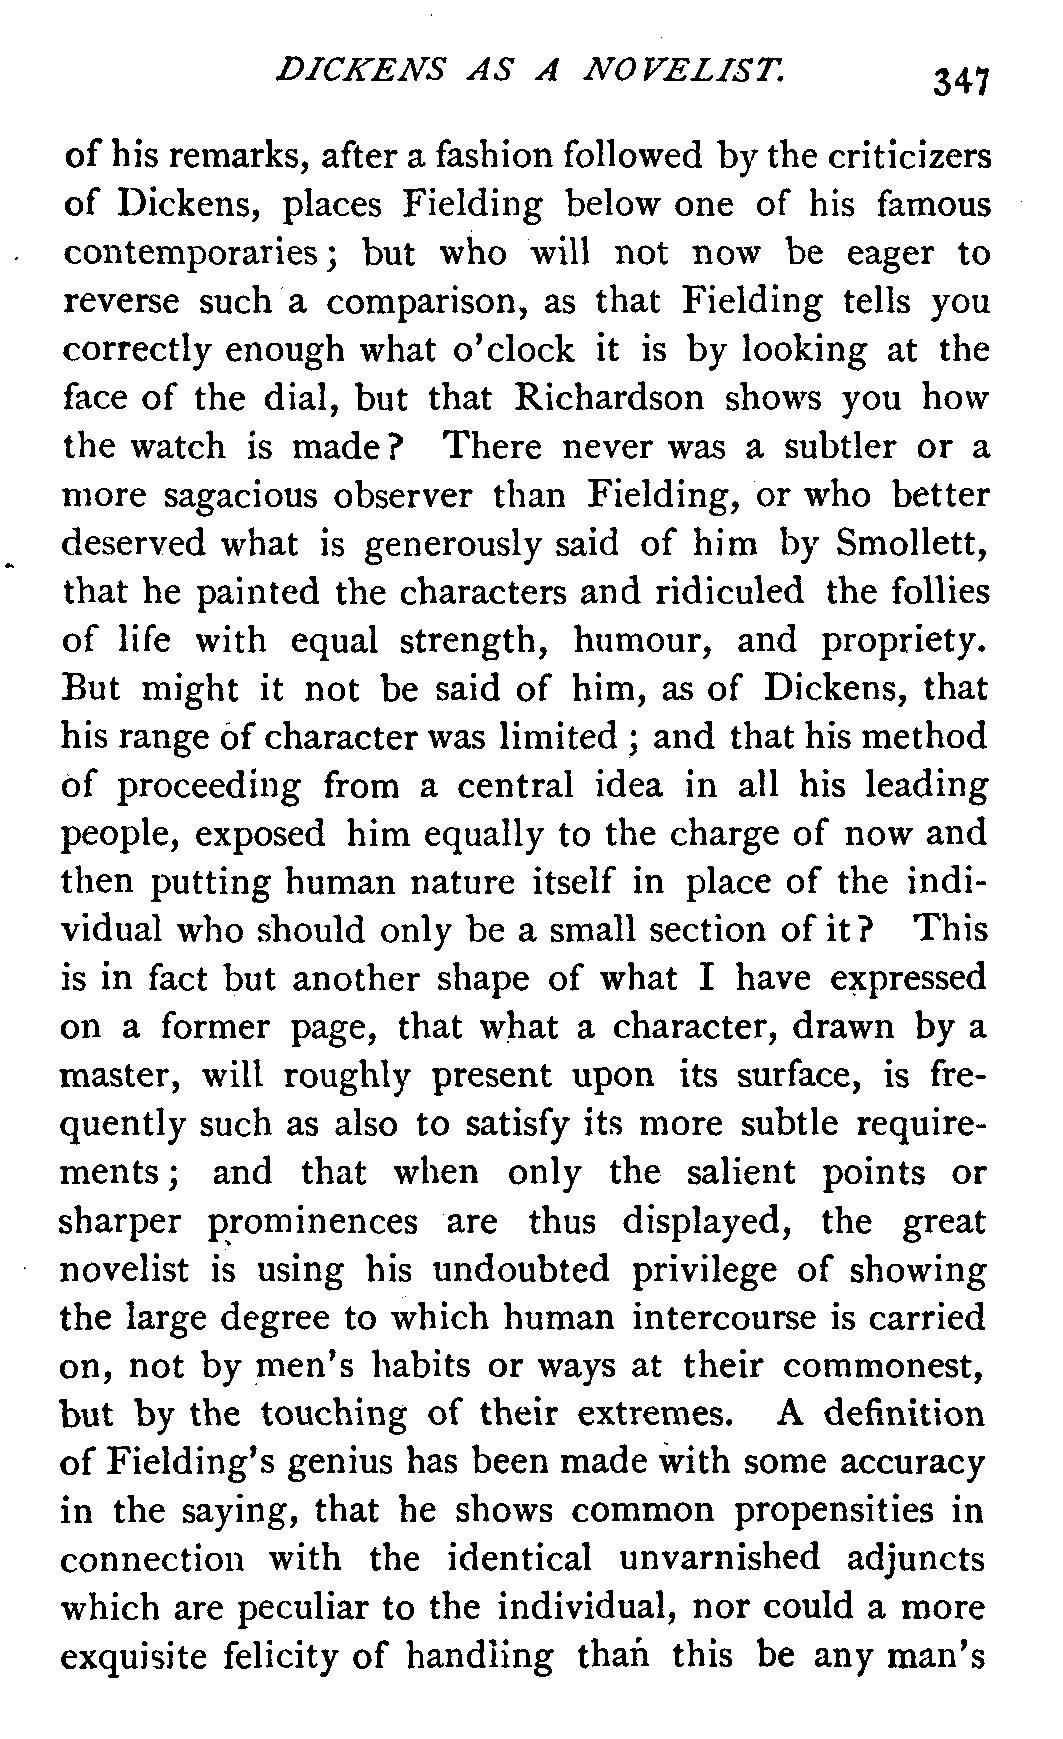 DICKENS AS A NOVELIST. 347
of his remarks, after a fashion followed by the criticizers
of Dickens, places Fielding below one of his famous
contemporaries; but who will not now be eager to
reverse such a comparison, as that Fielding tells you
correctly enough what o'clock it is by looking at the
face of the dial, but that Richardson shows you how
the watch is made? There never was a subtler or a
more sagacious observer than Fielding, or who better
deserved what is generously said of him by Smollett,
that he painted the characters and ridiculed the follies
of life with equal strength, humour, and propriety.
But might it not be said of him, as of Dickens, that
his range of character was limited; and that his method
of proceeding from a central idea in all his leading
people, exposed him equally to the charge of now and
then putting human nature itself in place of the indi-
vidual who should only be a small section of it? This
is in fact but another shape of what I have expressed
on a former page, that what a character, drawn by a
master, will roughly present upon its surface, is fre-
quently such as also to satisfy its more subtle require-
ments; and that when only the salient points or
sharper prominences are thus displayed, the great
novelist is using his undoubted privilege of showing
the large degree to which human intercourse is carried
on, not by men's habits or ways at their commonest,
but by the touching of their extremes. A definition
of Fielding's genius has been made with some accuracy
in the saying, that he shows common propensities in
connection with the identical unvarnished adjuncts
which are peculiar to the individual, nor could a more
exquisite felicity of handling than this be any man's